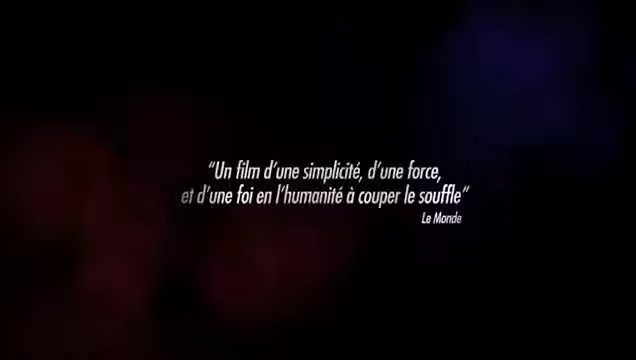 “Un film d’une simplicité, d’une force,
et d’une foi en l’humanité à couper le souffle”
Le Monde